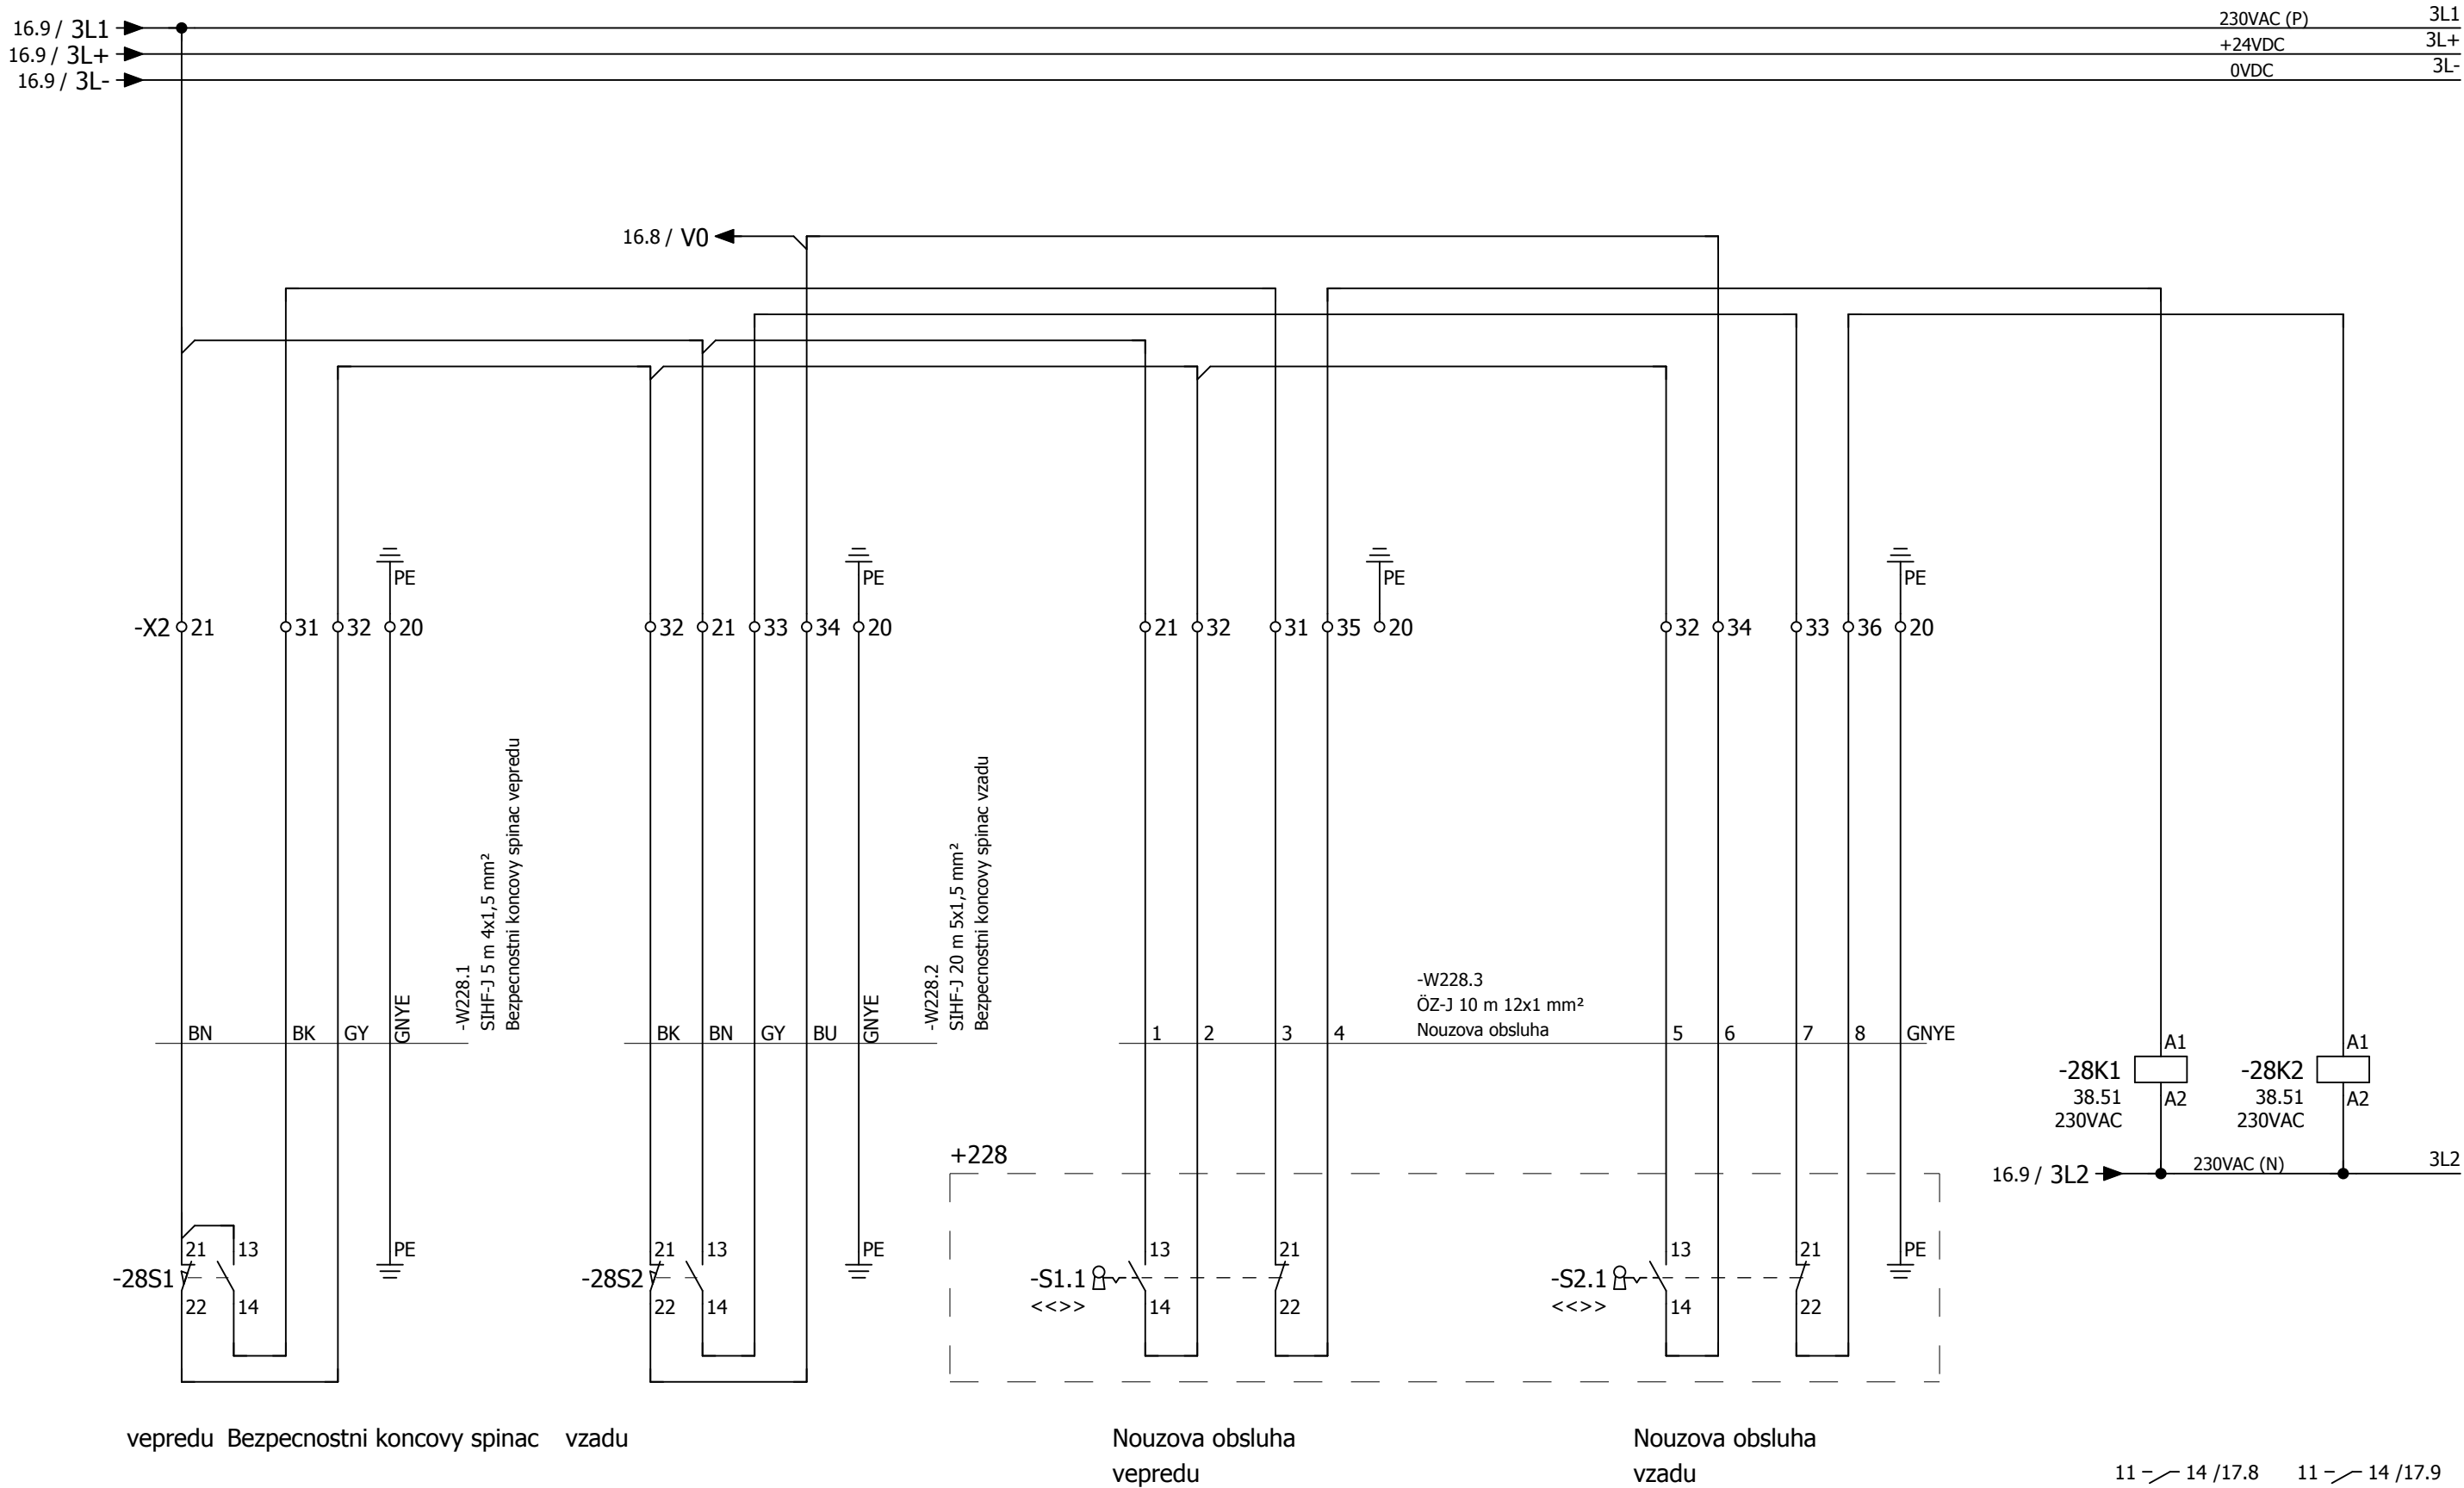 16.9 / 3L1
230VAC (P)
3L1
16.9 / 3L+
+24VDC
3L+
16.9 / 3L-
0VDC
3L-
16.8 / V0
PE
PE
PE
PE
-X2 21 31 32 20
32 21 33 34 20
21 32 31 35 20
32 34 33 36 20
-W228.1
SIHF-J 5 m 4x1,5 mm²
Bezpecnostni koncovy spinac vepredu
-W228.2
SIHF-J 20 m 5x1,5 mm²
Bezpecnostni koncovy spinac vzadu
-W228.3
ÖZ-J 10 m 12x1 mm²
Nouzova obsluha
BN BK GY GNYE
BK BN GY BU GNYE
1 2 3 4
5 6 7 8 GNYE
A1
-28K1
38.51
A2
230VAC
A1
-28K2
38.51
A2
230VAC
+228
16.9 / 3L2
230VAC (N)
3L2
21 13
PE
-28S1
22 14
21 13
PE
-28S2
22 14
13 21
-S1.1
<<>>
14 22
13 21
PE
-S2.1
<<>>
14 22
vepredu Bezpecnostni koncovy spinac vzadu
Nouzova obsluha
vepredu
Nouzova obsluha
vzadu
11 14 /17.8
11 14 /17.9